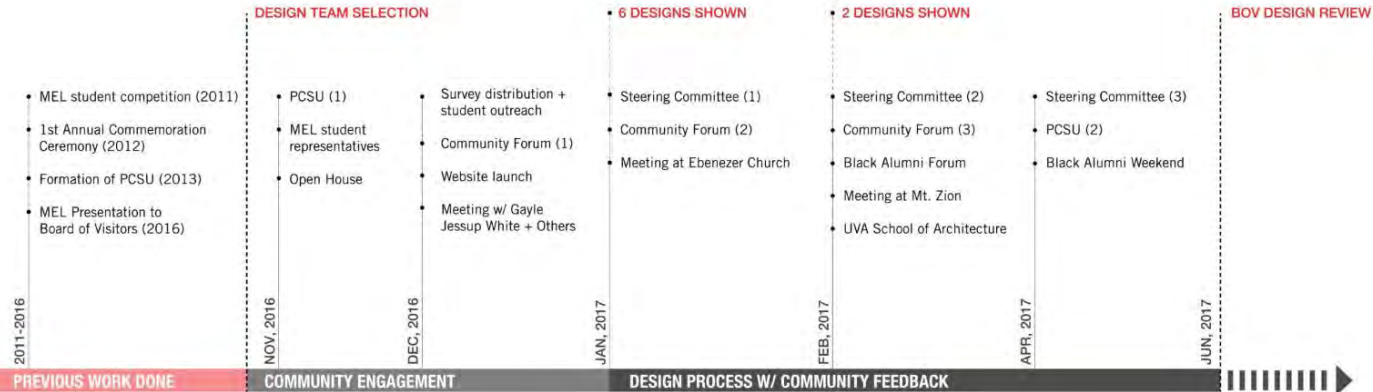 DESIGN TEAM SELECTION
• 6 DESIGNS SHOWN
• 2 DESIGNS SHOWN
BOV DESIGN REVIEW
• MEL student competition (2011)
• 1st Annual Commemoration
Ceremony (2012)
• Formation of PCSU (2013)
• MEL Presentation to
Board of Visitors (2016)
• PCSU (1)
• MEL student
representatives
• Open House
• Survey distribution +
student outreach
• Community Forum (1)
• Website launch
• Meeting w/ Gayle
Jessup White + Others
• Steering Committee (1)
• Community Forum (2)
• Meeting at Ebenezer Church
• Steering Committee (2)
• Community Forum (3)
• Black Alumni Forum
• Meeting at Mt. Zion
• UVA School of Architecture
• Steering Committee (3)
• PCSU (2)
• Black Alumni Weekend
2011-2016
NOV, 2016
DEC, 2016
JAN, 2017
FEB, 2017
APR, 2017
JUN, 2017
PREVIOUS WORK DONE
COMMUNITY ENGAGEMENT
DESIGN PROCESS W/ COMMUNITY FEEDBACK